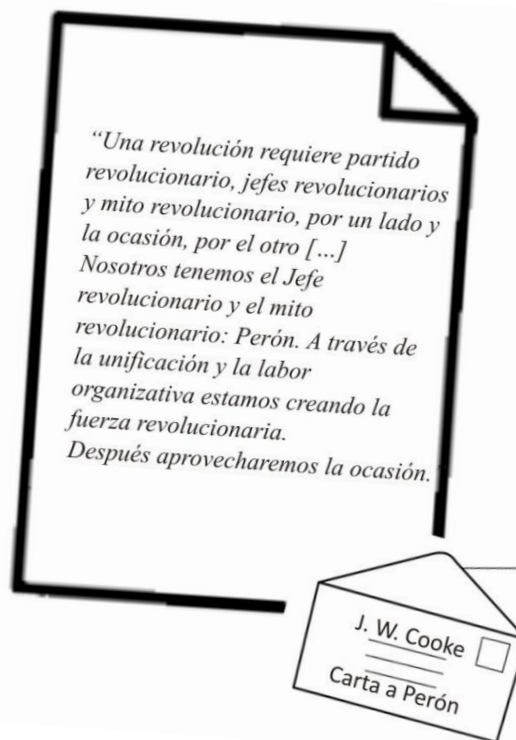 “Una revolución requiere partido
revolucionario, jefes revolucionarios
y mito revolucionario, por un lado y
la ocasión, por el otro [...]
Nosotros tenemos el Jefe
revolucionario y el mito
revolucionario: Perón. A través de
la unificación y la labor
organizativa estamos creando la
fuerza revolucionaria.
Después aprovecharemos la ocasión.
J. W. Cooke
Carta a Perón